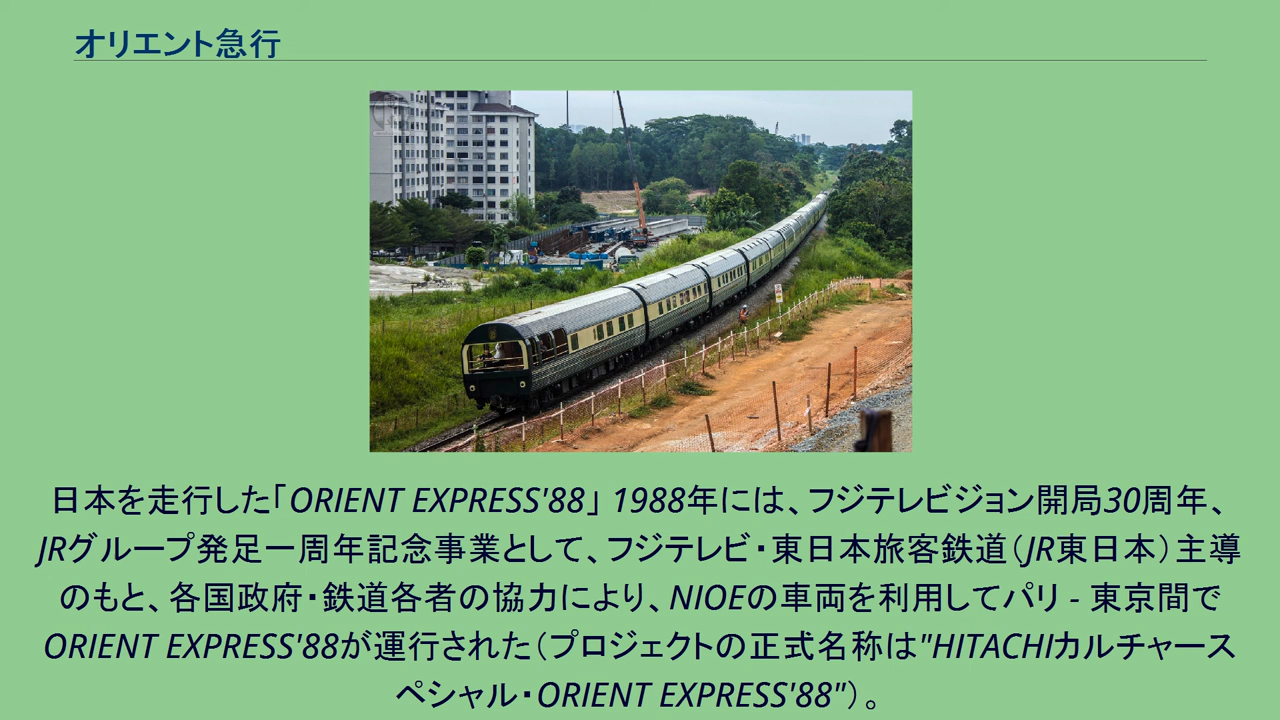 オリエント急行
日本を走行した「ORIENT EXPRESS'88」 1988年には、フジテレビジョン開局30周年、
JRグループ発足一周年記念事業として、フジテレビ・東日本旅客鉄道（JR東日本）主導
のもと、各国政府・鉄道各者の協力により、NIOEの車両を利用してパリ - 東京間で
ORIENT EXPRESS'88が運行された（プロジェクトの正式名称は"HITACHIカルチャース
ペシャル・ORIENT EXPRESS'88"）。